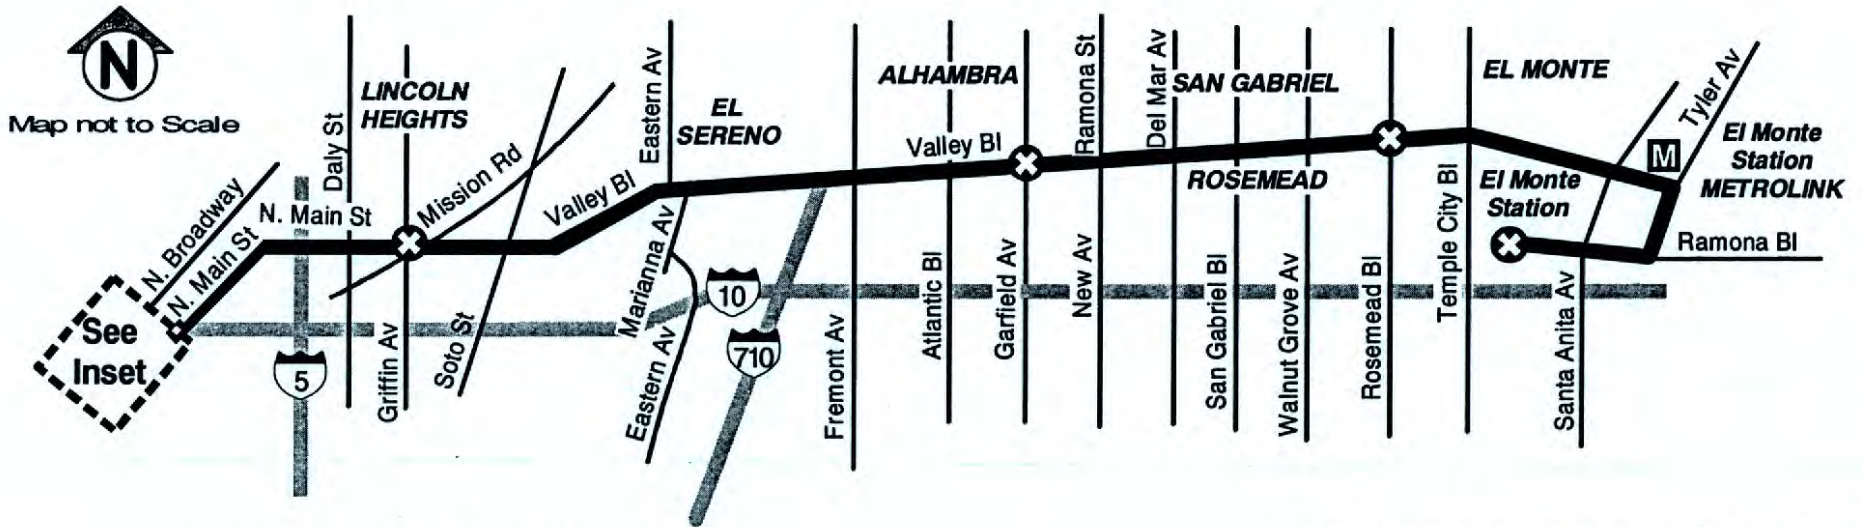 N
Map not to Scale
See
Inset
N. Broadway
N. Main St
N. Main St
5
Daly St
LINCOLN
HEIGHTS
Griffin Av
Mission Rd
Soto St
Valley Bl
Eastern Av
EL
SERENO
Marianna Av
Eastern Av
10
710
Fremont Av
ALHAMBRA
Valley Bl
Atlantic Bl
Garfield Av
Ramona St
New Av
Del Mar Av
SAN GABRIEL
ROSEMEAD
San Gabriel Bl
Walnut Grove Av
Rosemead Bl
Temple City Bl
EL MONTE
El Monte
Station
Santa Anita Av
M
Tyler Av
El Monte
Station
METROLINK
Ramona Bl